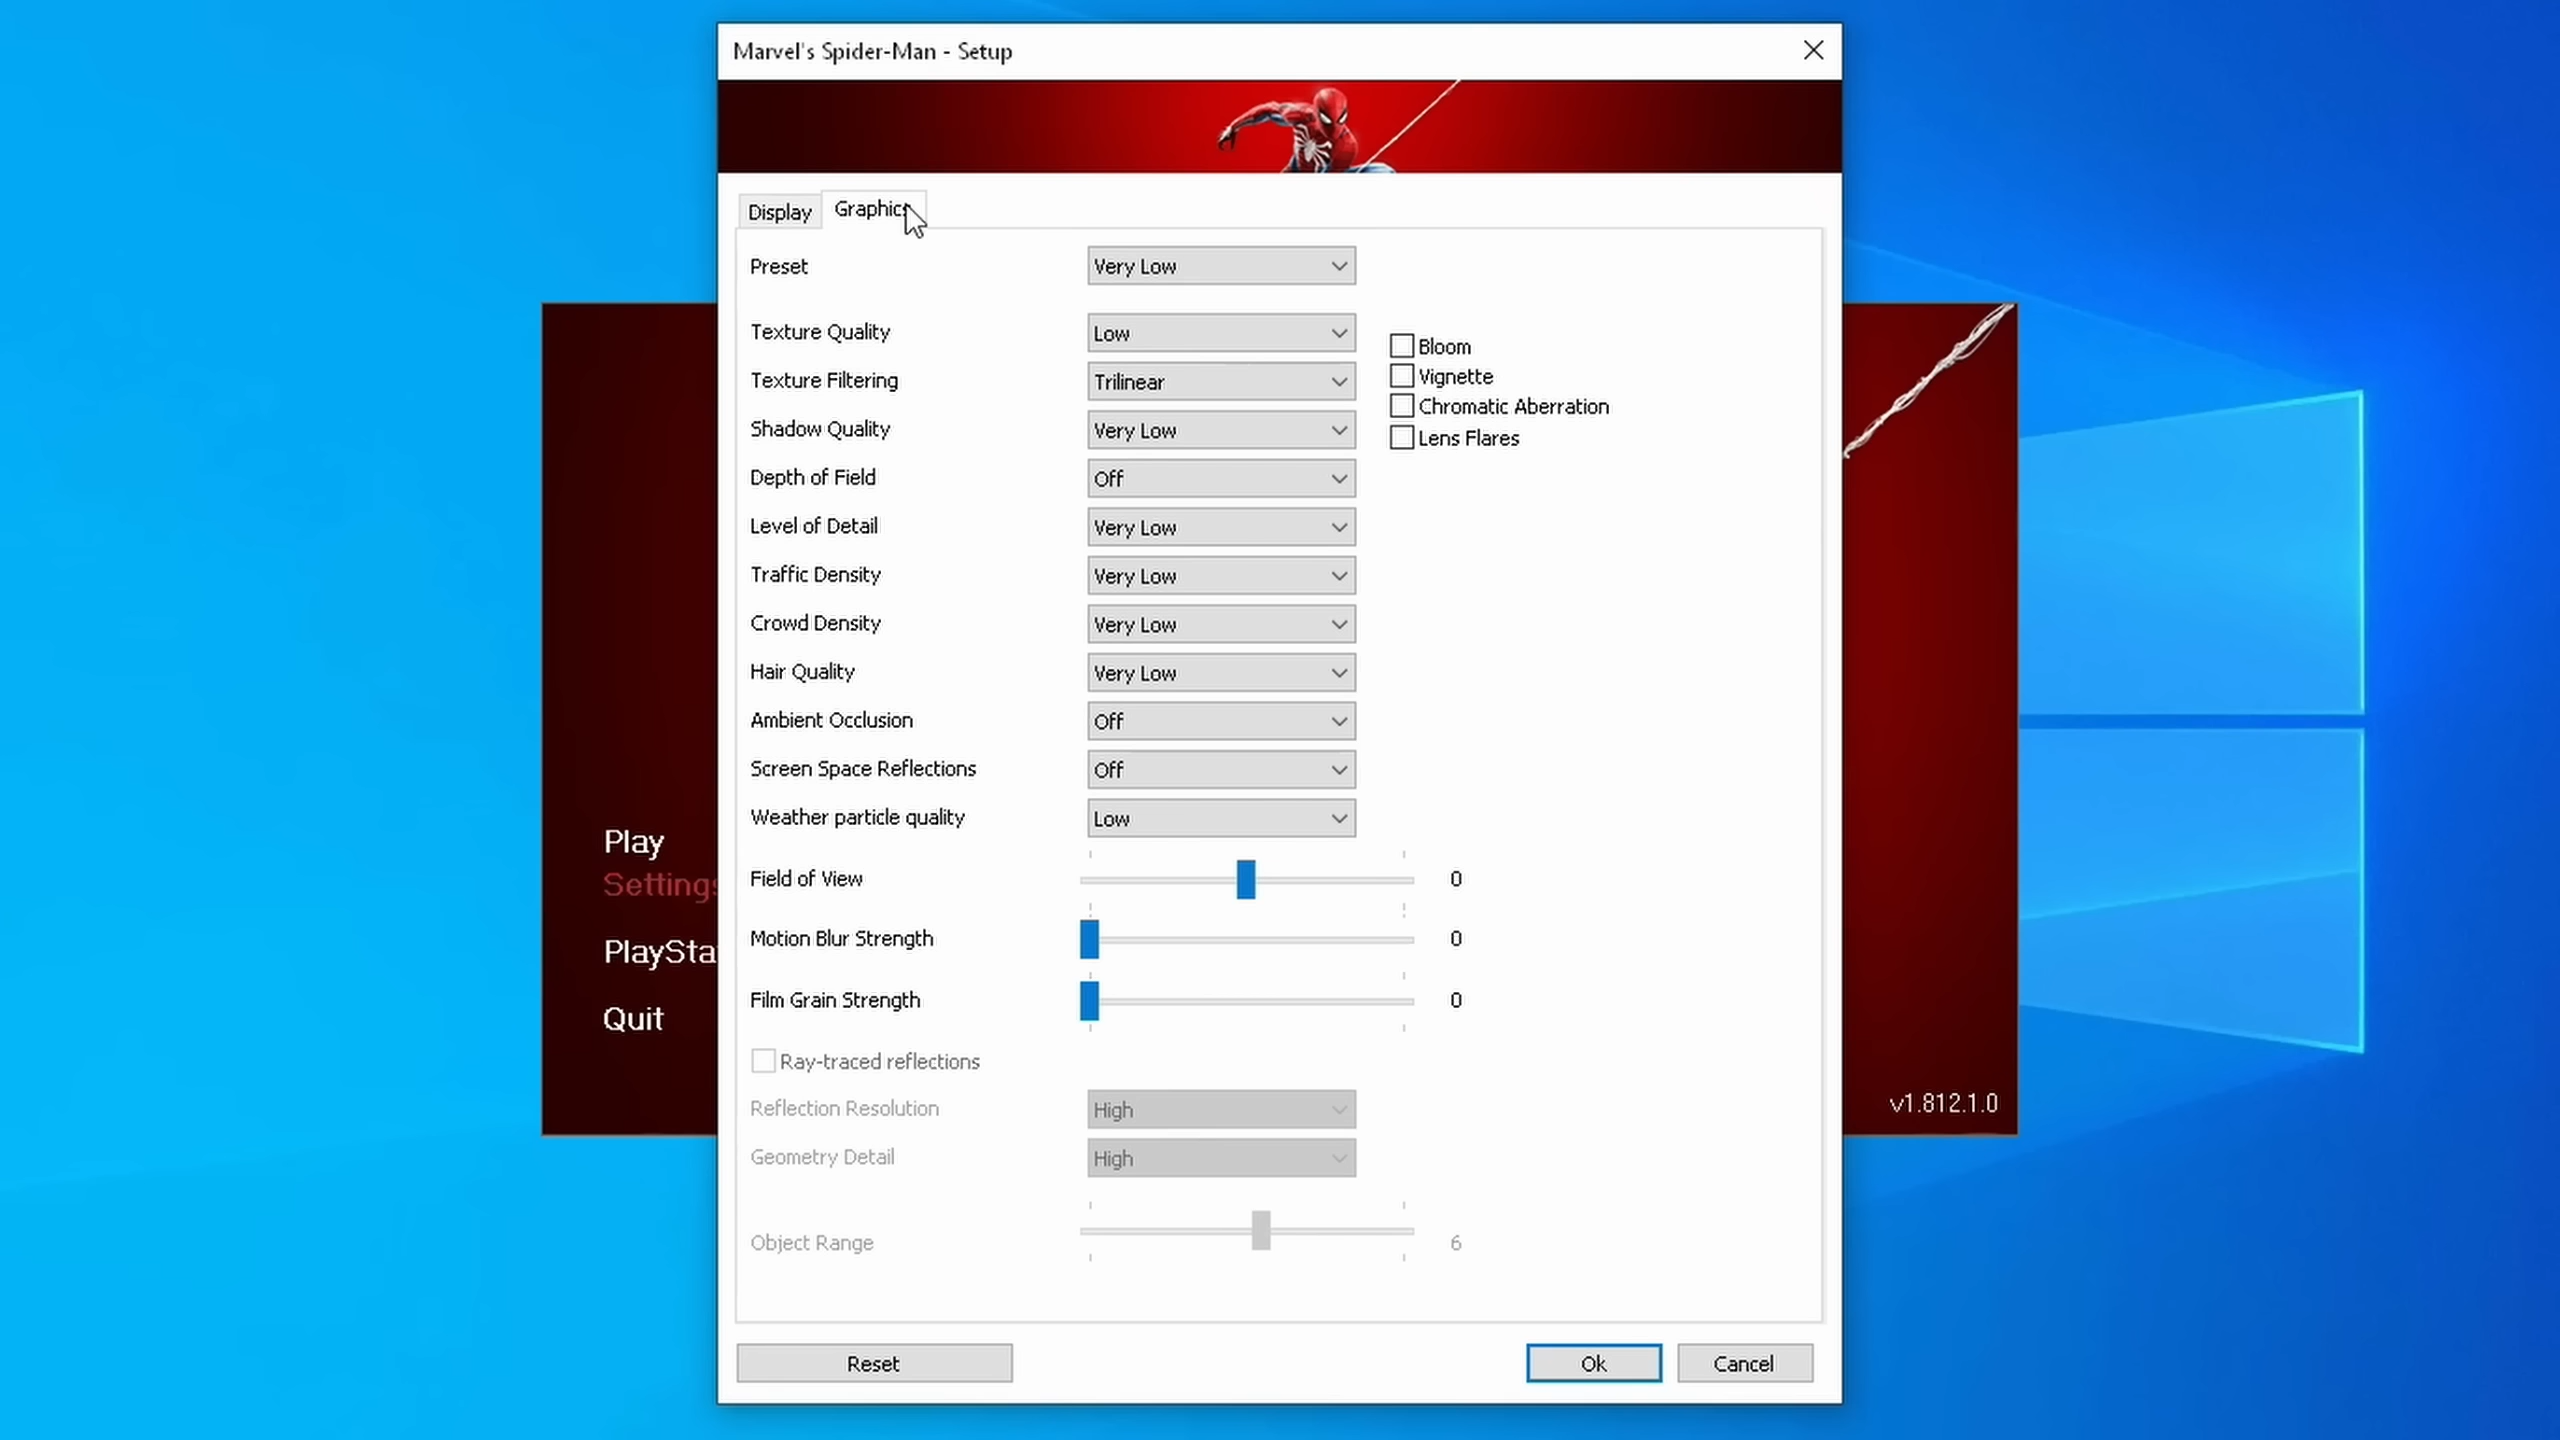 Marvel's Spider-Man - Setup
Display
Graphics
Preset
Very Low
Texture Quality
Low
Bloom
Texture Filtering
Trilinear
Vignette
Chromatic Aberration
Shadow Quality
Very Low
Lens Flares
Depth of Field
Off
Level of Detail
Very Low
Traffic Density
Very Low
Crowd Density
Very Low
Hair Quality
Very Low
Ambient Occlusion
Off
Screen Space Reflections
Off
Weather particle quality
Low
Field of View
0
Motion Blur Strength
0
Film Grain Strength
0
Ray-traced reflections
Reflection Resolution
High
Geometry Detail
High
Object Range
6
Reset
Ok
Cancel
Play
Settings
PlaySta
Quit
v1.812.1.0